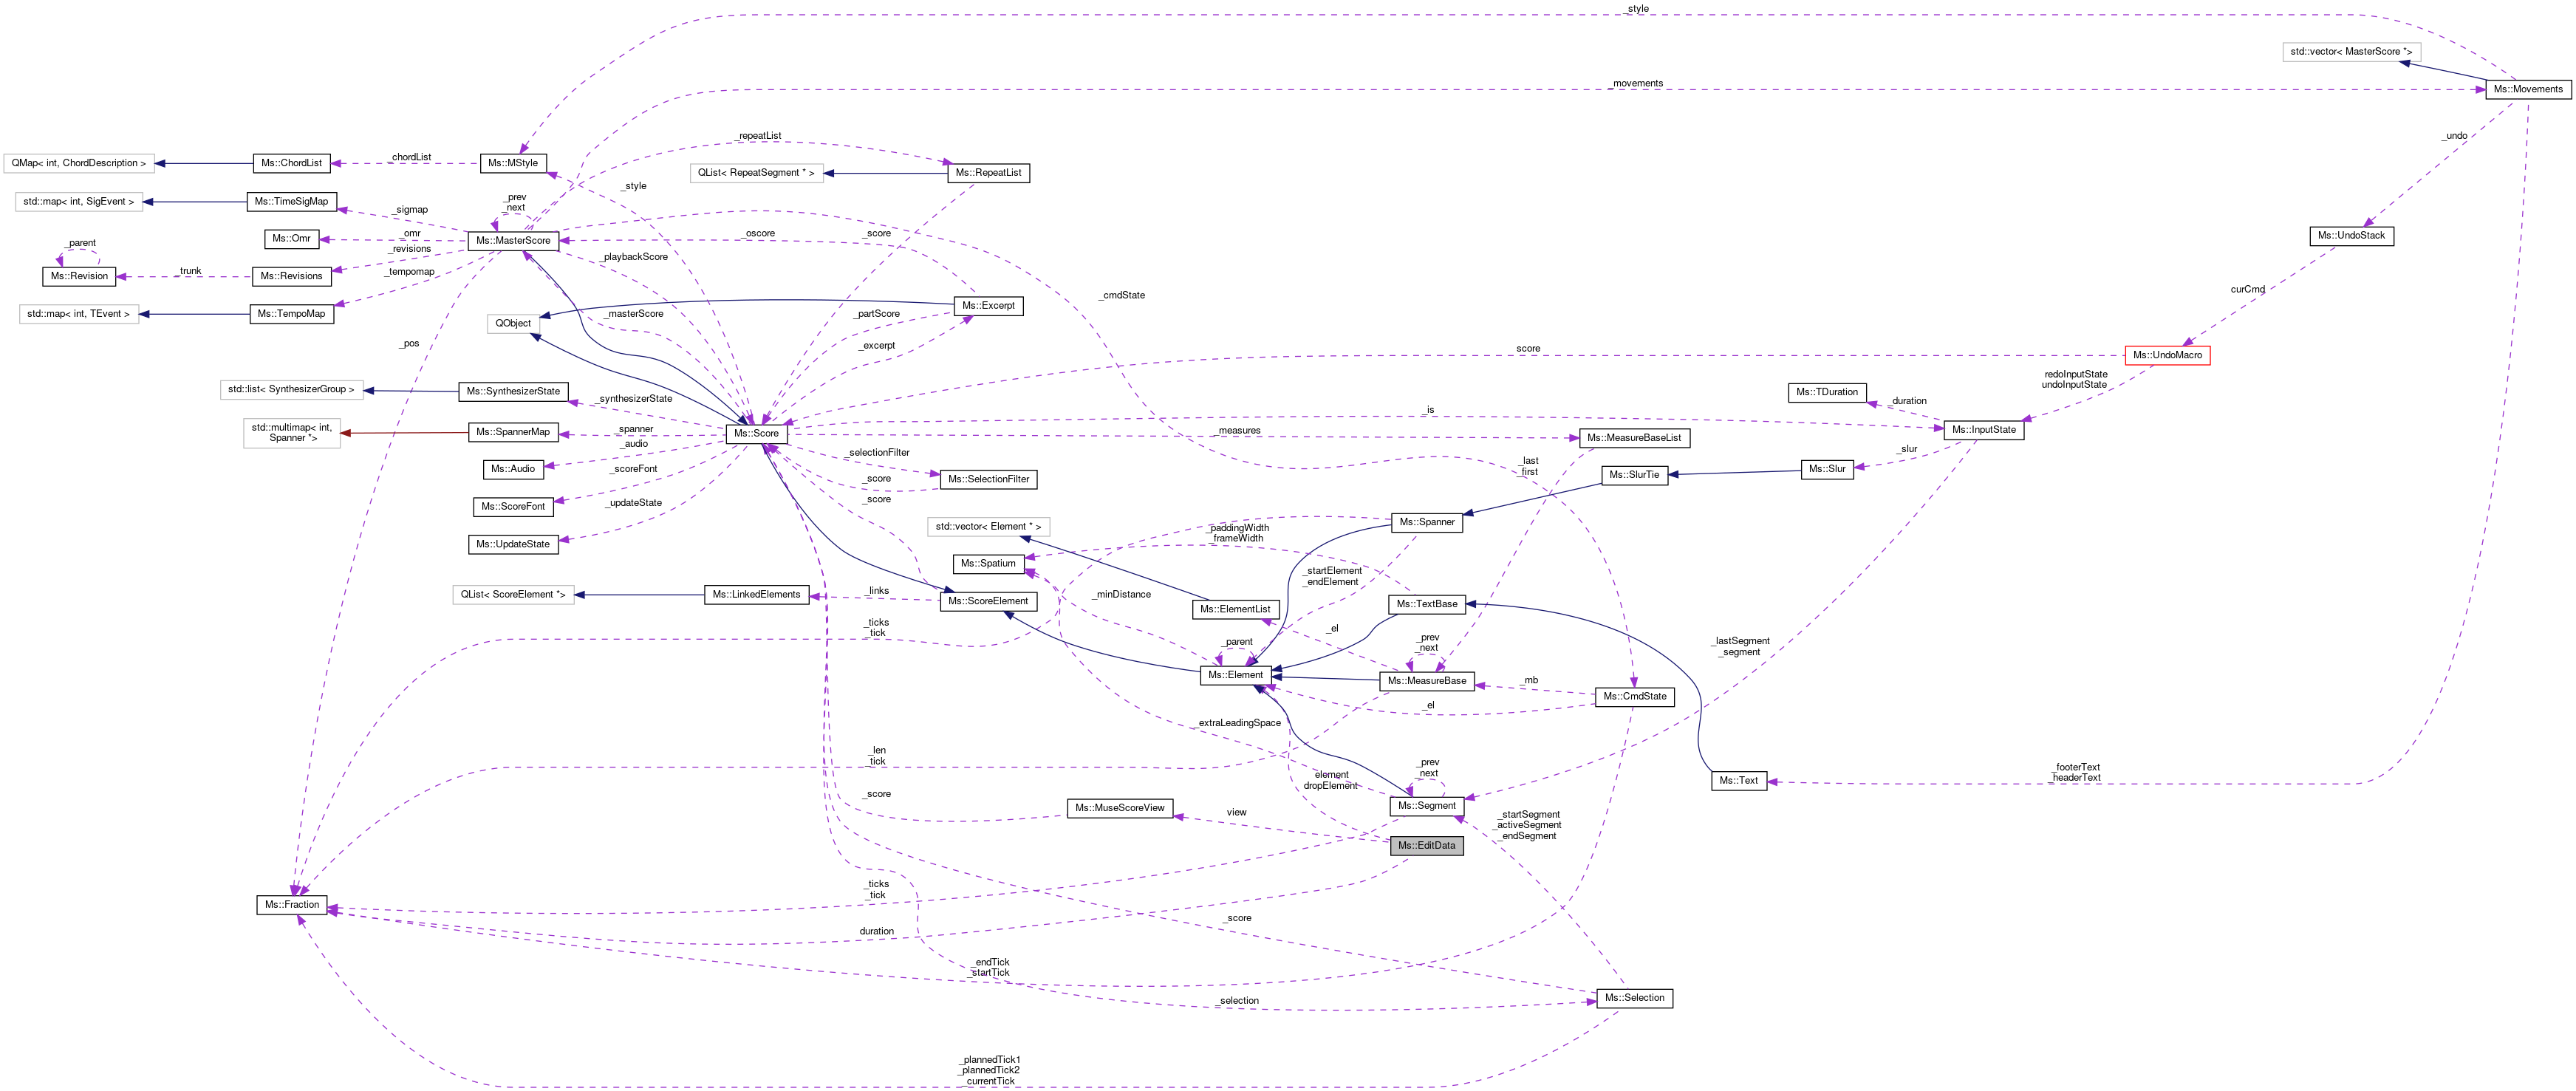 _style
std::vector< MasterScore *>
_movements
Ms::Movements
_repeatList
_undo
_chordList
QMap< int, ChordDescription >
Ms::ChordList
Ms::MStyle
QList< RepeatSegment * >
Ms::RepeatList
_style
std::map< int, SigEvent >
Ms::TimeSigMap
_sigmap
_prev
_next
_omr
Ms::Omr
Ms::MasterScore
_oscore
_score
Ms::UndoStack
_parent
_revisions
_playbackScore
Ms::Revision
_trunk
Ms::Revisions
_tempomap
curCmd
_cmdState
std::map< int, TEvent >
Ms::TempoMap
QObject
_masterScore
_partScore
Ms::Excerpt
_pos
_excerpt
score
Ms::UndoMacro
redoInputState
undoInputState
std::list< SynthesizerGroup >
Ms::SynthesizerState
_synthesizerState
Ms::TDuration
_duration
_is
std::multimap< int,
Spanner *>
Ms::SpannerMap
_spanner
Ms::Score
_measures
Ms::MeasureBaseList
Ms::InputState
_audio
_selectionFilter
_last
_first
_slur
Ms::Audio
_scoreFont
_score
Ms::SelectionFilter
Ms::SlurTie
Ms::Slur
Ms::ScoreFont
_updateState
_score
std::vector< Element * >
_paddingWidth
_frameWidth
Ms::Spanner
Ms::UpdateState
Ms::Spatium
_startElement
_endElement
QList< ScoreElement *>
Ms::LinkedElements
_links
Ms::ScoreElement
_minDistance
Ms::ElementList
Ms::TextBase
_ticks
_tick
_el
_parent
_prev
_next
_lastSegment
_segment
Ms::Element
Ms::MeasureBase
_mb
Ms::CmdState
_el
_extraLeadingSpace
_len
_tick
_prev
_next
element
dropElement
Ms::Text
_footerText
_headerText
_score
Ms::MuseScoreView
view
Ms::Segment
_startSegment
_activeSegment
_endSegment
Ms::EditData
_ticks
_tick
Ms::Fraction
_score
duration
_endTick
_startTick
_selection
Ms::Selection
_plannedTick1
_plannedTick2
_currentTick